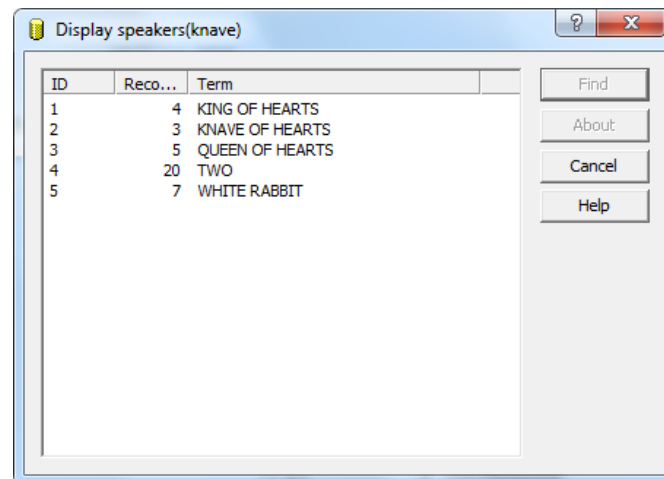 Display speakers(knave)
? X
ID Reco... Term
1 4 KING OF HEARTS
2 3 KNAVE OF HEARTS
3 5 QUEEN OF HEARTS
4 20 TWO
5 7 WHITE RABBIT
Find
About
Cancel
Help